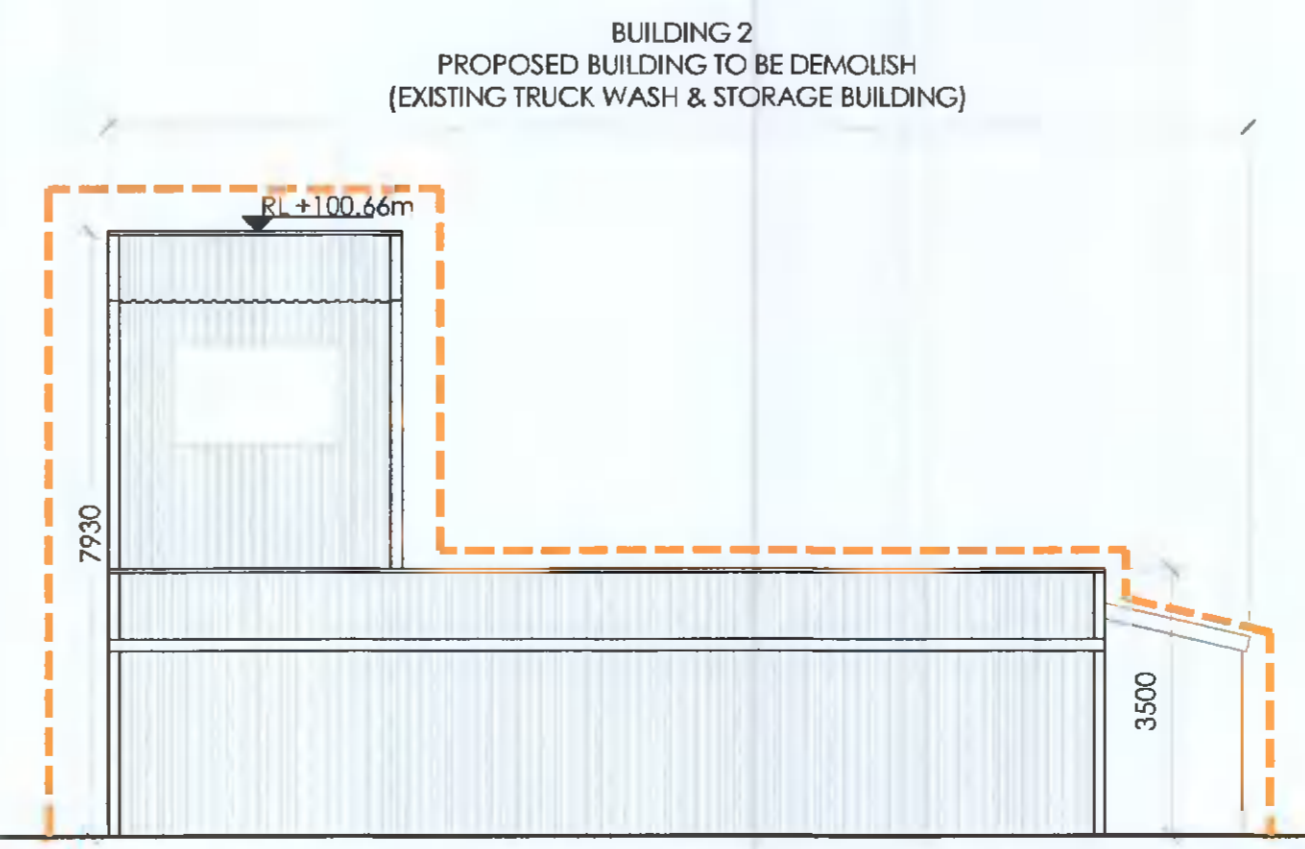 BUILDING 2
PROPOSED BUILDING TO BE DEMOLISH
(EXISTING TRUCK WASH & STORAGE BUILDING)
RL +100.66m
7930
3500